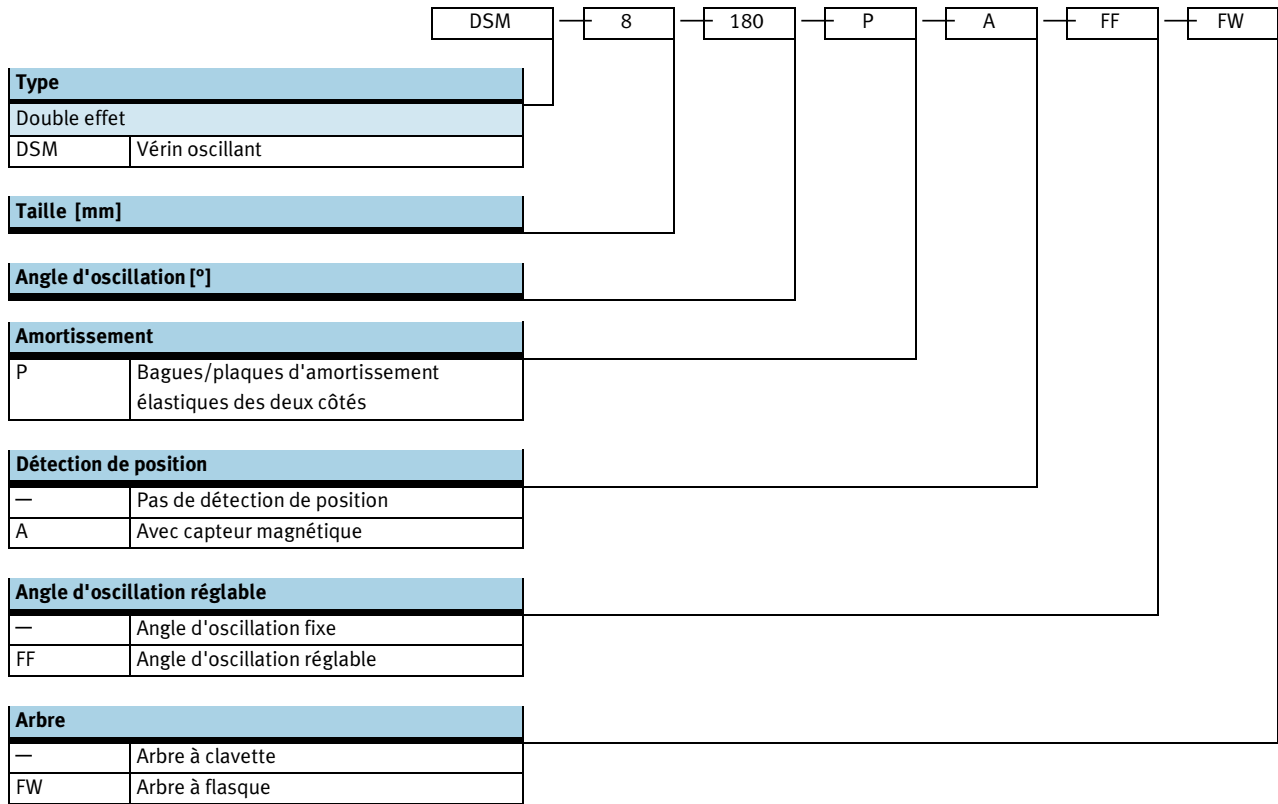 DSM — 8 — 180 — P — A — FF — FW
Type
Double effet
DSM Vérin oscillant
Taille [mm]
Angle d'oscillation [°]
Amortissement
P Bagues/plaques d'amortissement
élastiques des deux côtés
Détection de position
— Pas de détection de position
A Avec capteur magnétique
Angle d'oscillation réglable
— Angle d'oscillation fixe
FF Angle d'oscillation réglable
Arbre
— Arbre à clavette
FW Arbre à flasque